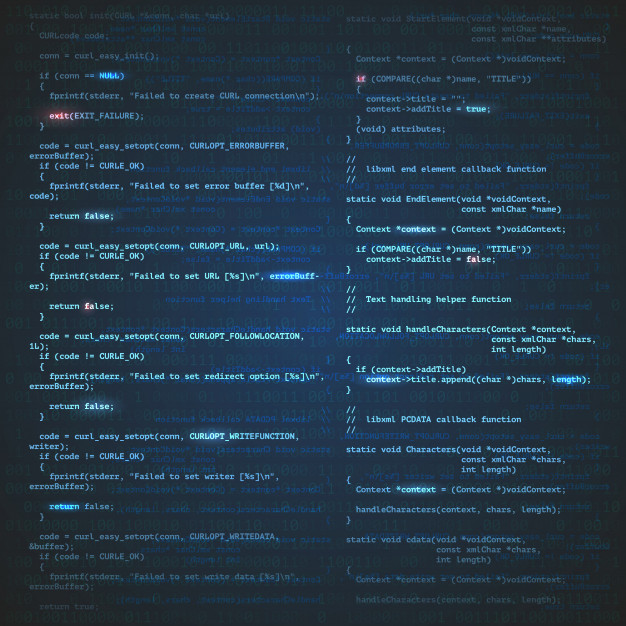 static bool init(CURL *&conn, char *url)
{
CURLcode code;
conn = curl_easy_init();
if (conn == NULL)
{
fprintf(stderr, "Failed to create CURL connection\n");
exit(EXIT_FAILURE);
}
code = curl_easy_setopt(conn, CURLOPT_ERRORBUFFER,
errorBuffer);
if (code != CURLE_OK)
{
fprintf(stderr, "Failed to set error buffer [%d]\n",
code);
return false;
}
code = curl_easy_setopt(conn, CURLOPT_URL, url);
if (code != CURLE_OK)
{
fprintf(stderr, "Failed to set URL [%s]\n", errorBuff-
er);
return false;
}
code = curl_easy_setopt(conn, CURLOPT_FOLLOWLOCATION,
1L);
if (code != CURLE_OK)
{
fprintf(stderr, "Failed to set redirect option [%s]\n",
errorBuffer);
return false;
}
code = curl_easy_setopt(conn, CURLOPT_WRITEFUNCTION,
writer);
if (code != CURLE_OK)
{
fprintf(stderr, "Failed to set writer [%s]\n",
errorBuffer);
return false;
}
code = curl_easy_setopt(conn, CURLOPT_WRITEDATA,
&buffer);
if (code != CURLE_OK)
{
fprintf(stderr, "Failed to set write data [%s]\n",
errorBuffer);
return true;
static void StartElement(void *voidContext,
const xmlChar *name,
const xmlChar **attributes)
{
Context *context = (Context *)voidContext;
if (COMPARE((char *)name, "TITLE"))
{
context->title = "";
context->addTitle = true;
}
(void) attributes;
}
//
// libxml end element callback function
//
static void EndElement(void *voidContext,
const xmlChar *name)
{
Context *context = (Context *)voidContext;
if (COMPARE((char *)name, "TITLE"))
context->addTitle = false;
}
//
// Text handling helper function
//
static void handleCharacters(Context *context,
const xmlChar *chars,
int length)
{
if (context->addTitle)
context->title.append((char *)chars, length);
}
//
// libxml PCDATA callback function
//
static void Characters(void *voidContext,
const xmlChar *chars,
int length)
{
Context *context = (Context *)voidContext;
handleCharacters(context, chars, length);
}
static void cdata(void *voidContext,
const xmlChar *chars,
int length)
{
Context *context = (Context *)voidContext;
handleCharacters(context, chars, length);